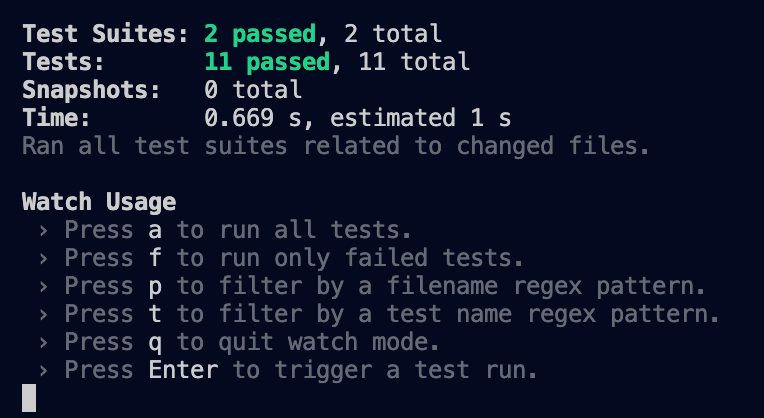 Test Suites: 2 passed, 2 total
Tests:       11 passed, 11 total
Snapshots:   0 total
Time:        0.669 s, estimated 1 s
Ran all test suites related to changed files.

Watch Usage
 › Press a to run all tests.
 › Press f to run only failed tests.
 › Press p to filter by a filename regex pattern.
 › Press t to filter by a test name regex pattern.
 › Press q to quit watch mode.
 › Press Enter to trigger a test run.